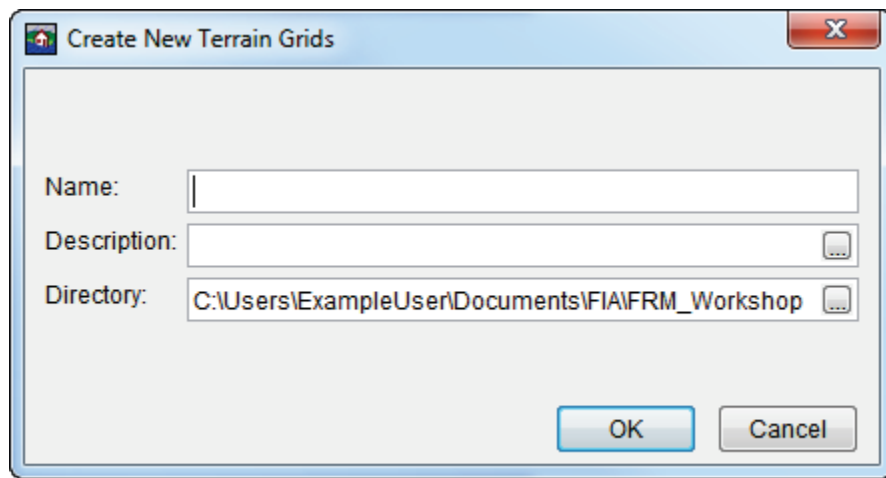 Create New Terrain Grids
Name:
Description:
...
Directory:
C:\Users\ExampleUser\Documents\FIA\FRM_Workshop
...
OK
Cancel